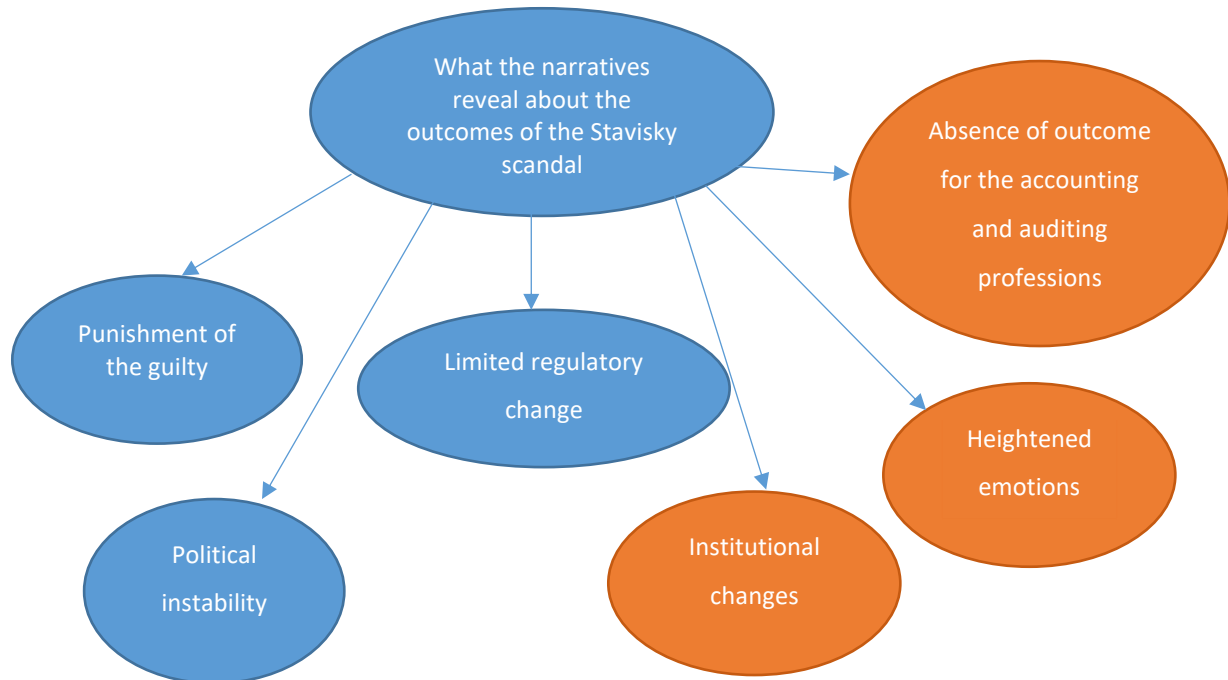 What the narratives
reveal about the
outcomes of the Stavisky
scandal
Absence of outcome
for the accounting
and auditing
professions
Punishment of
the guilty
Limited regulatory
change
Heightened
emotions
Political
instability
Institutional
changes